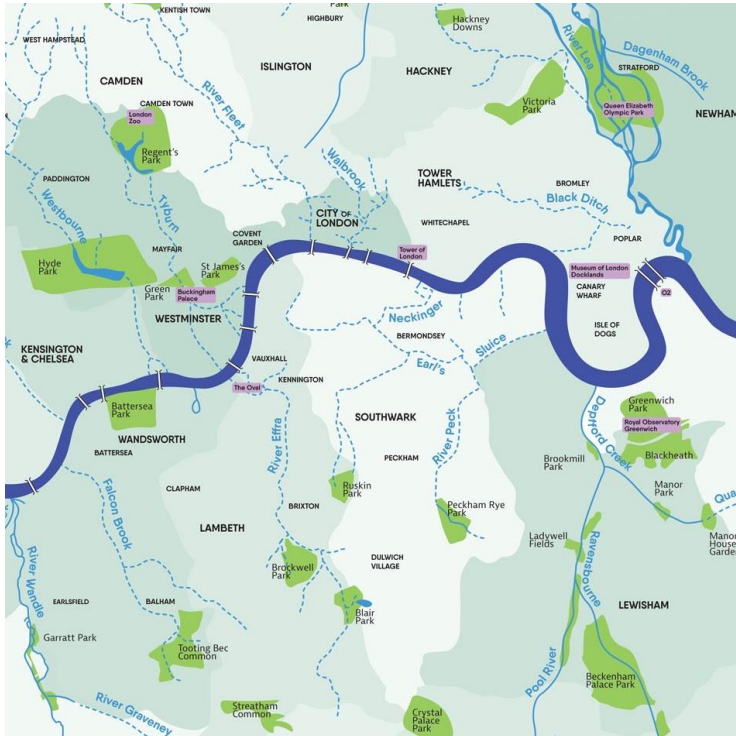 KENTISH TOWN
Park
HIGHBURY
Hackney
Downs
WEST HAMPSTEAD
River Lea
Dagenham Brook
ISLINGTON
HACKNEY
STRATFORD
CAMDEN
River Fleet
CAMDEN TOWN
London
Zoo
Victoria
Park
Queen Elizabeth
Olympic Park
NEWHAM
Regent's
Park
Walbrook
PADDINGTON
TOWER
HAMLETS
BROMLEY
Westbourne
Tyburn
Black Ditch
CITY OF
LONDON
WHITECHAPEL
COVENT
GARDEN
POPLAR
MAYFAIR
Tower of
London
Hyde
Park
St James's
Park
Museum of London
Docklands
Green
Park
Buckingham
Palace
CANARY
WHARF
O2
WESTMINSTER
Neckinger
ISLE OF
DOGS
BERMONDSEY
Sluice
KENSINGTON
& CHELSEA
VAUXHALL
Earl's
The Oval
KENNINGTON
Battersea
Park
SOUTHWARK
Deptford Creek
Greenwich
Park
Royal Observatory
Greenwich
WANDSWORTH
BATTERSEA
River Effra
River Peck
PECKHAM
Brookmill
Park
Blackheath
CLAPHAM
Ruskin
Park
Manor
Park
Qua
Falcon Brook
BRIXTON
Peckham Rye
Park
LAMBETH
Ladywell
Fields
Manor
House
Garde
River Wandle
Brockwell
Park
DULWICH
VILLAGE
Ravensbourne
EARLSFIELD
BALHAM
Blair
Park
LEWISHAM
Garratt Park
Tooting Bec
Common
Pool River
Beckenham
Palace Park
River Graveney
Streatham
Common
Crystal
Palace
Park